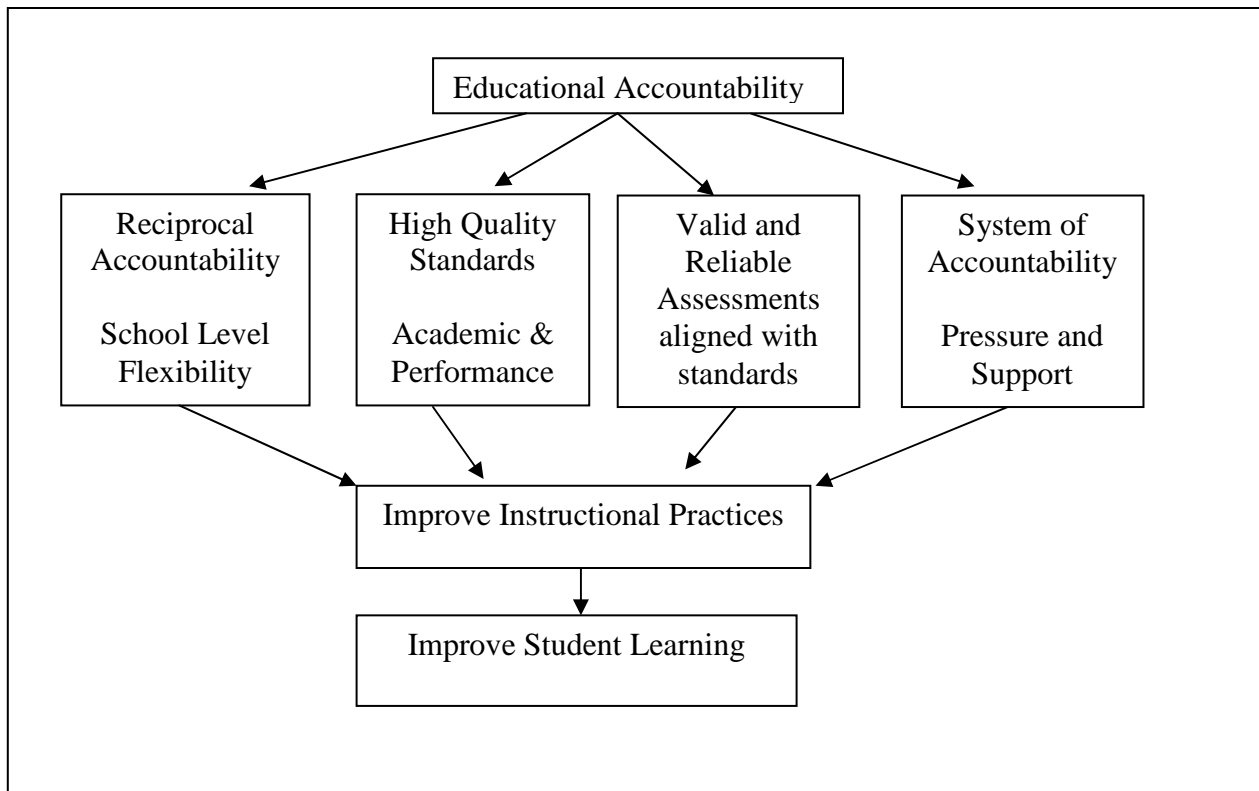 Educational Accountability
Reciprocal
Accountability
School Level
Flexibility
High Quality
Standards
Academic &
Performance
Valid and
Reliable
Assessments
aligned with
standards
System of
Accountability
Pressure and
Support
Improve Instructional Practices
Improve Student Learning